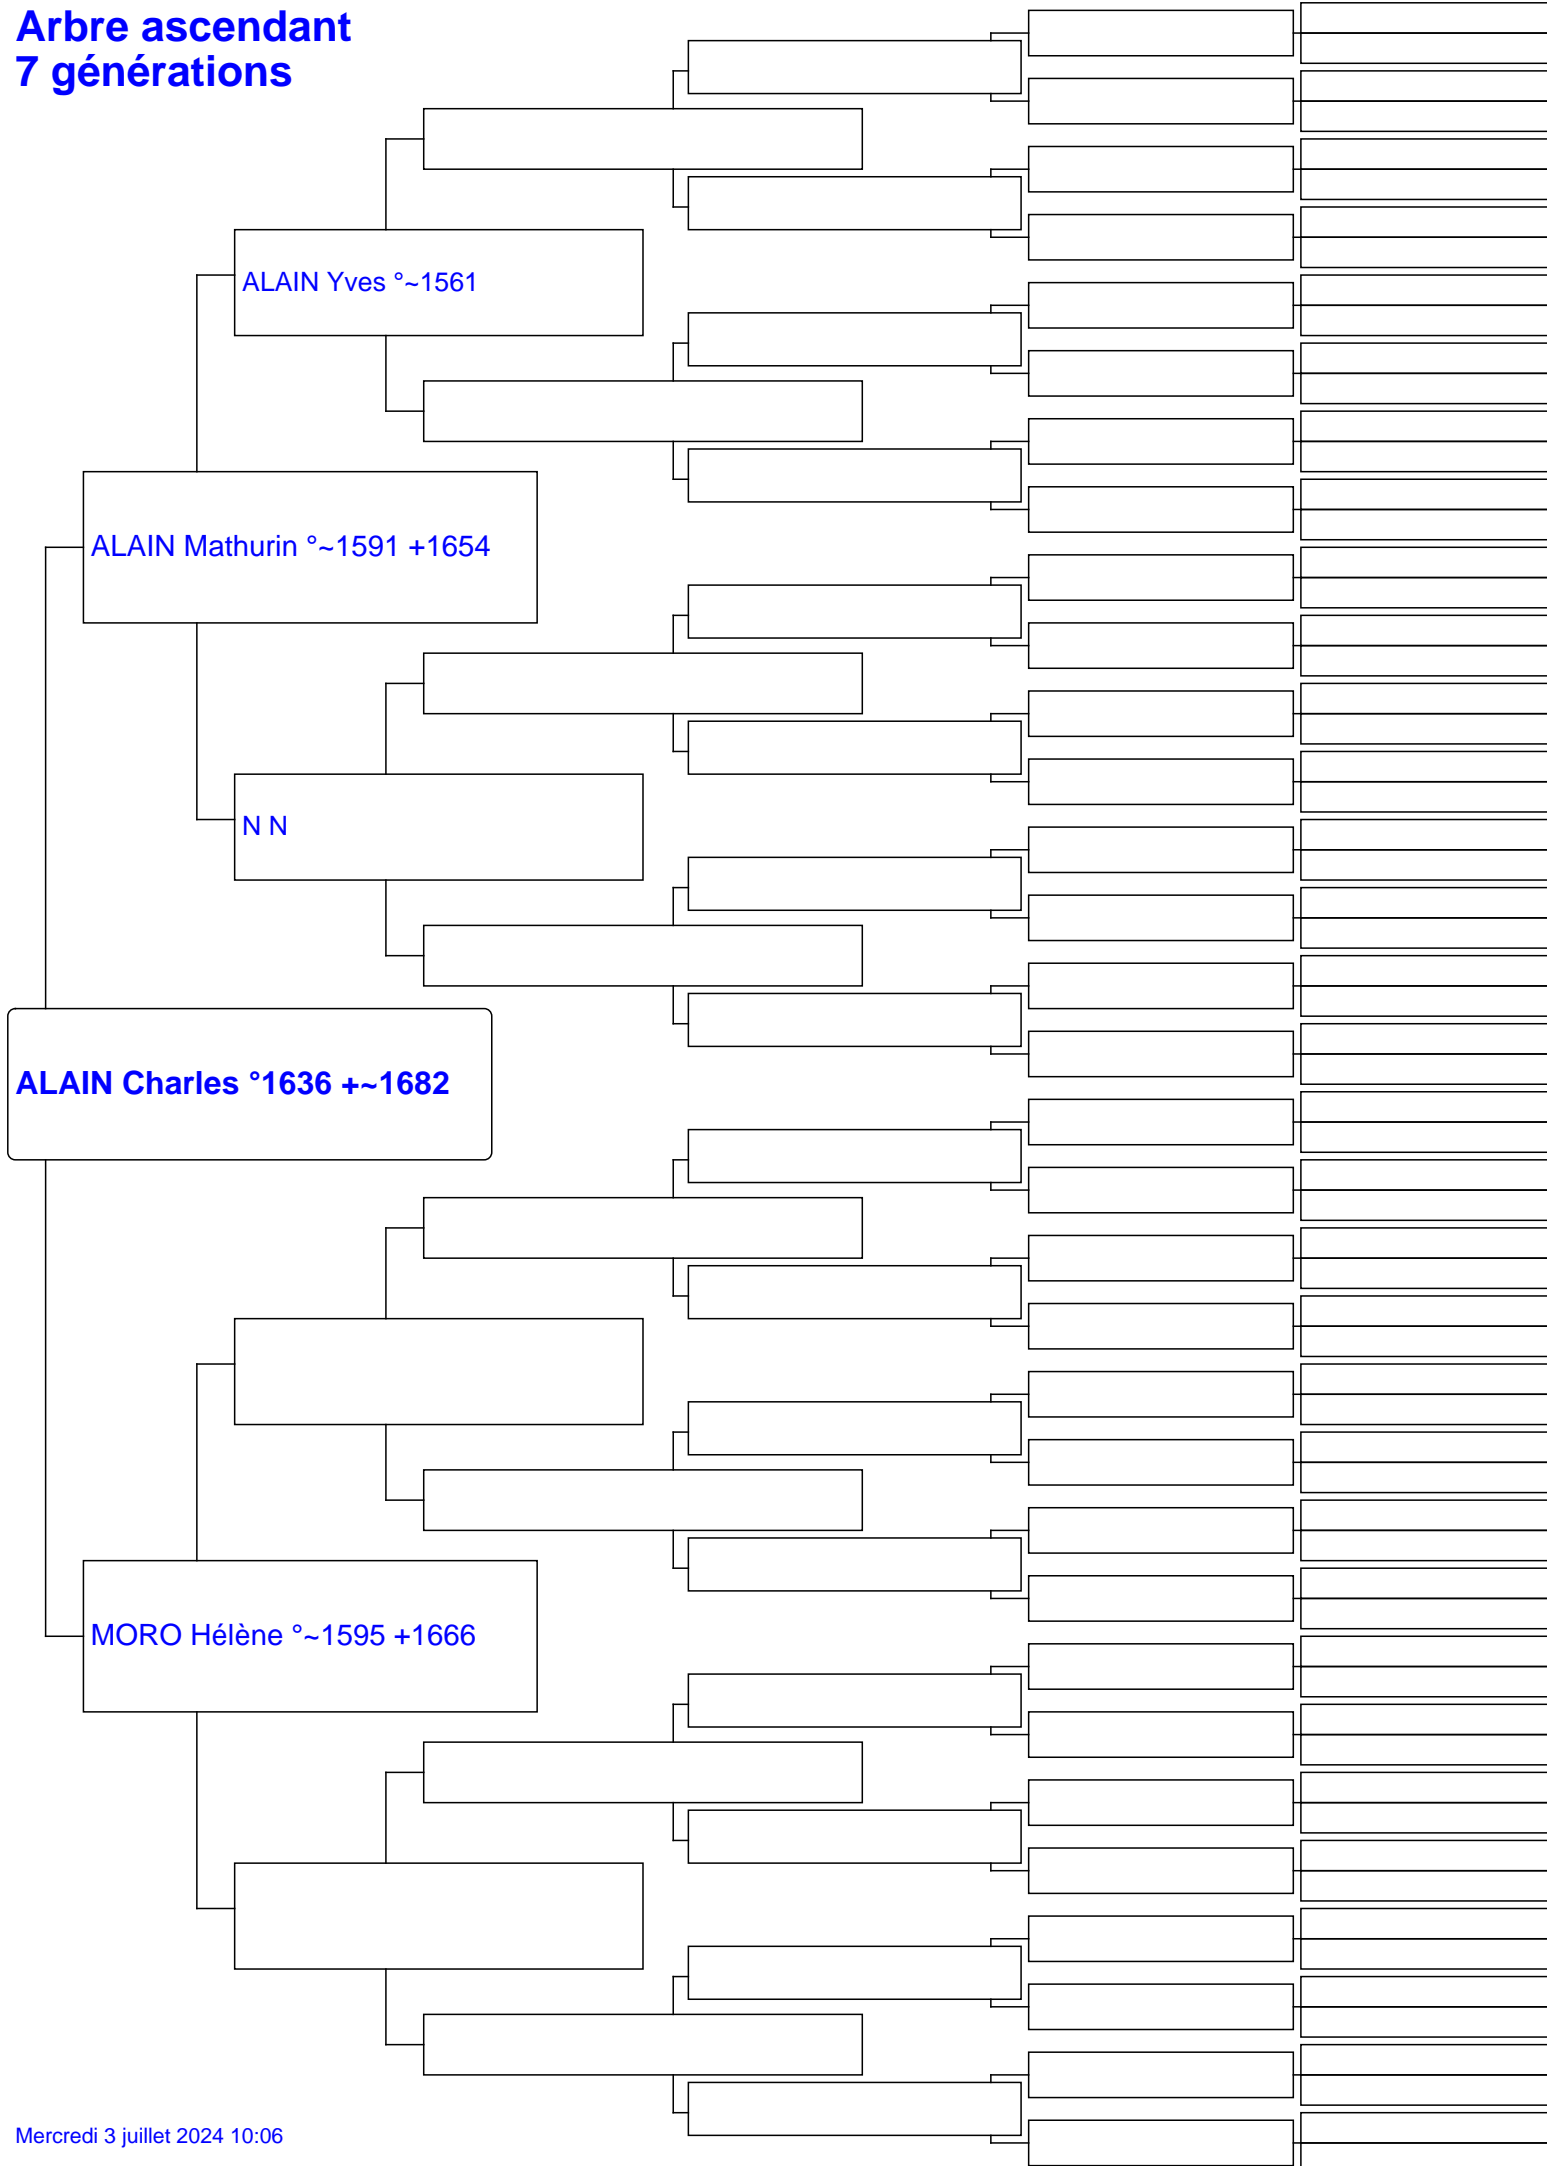 Arbre ascendant
7 générations
ALAIN Yves °~1561
ALAIN Mathurin °~1591 +1654
N N
ALAIN Charles °1636 +~1682
MORO Hélène °~1595 +1666
Mercredi 3 juillet 2024 10:06